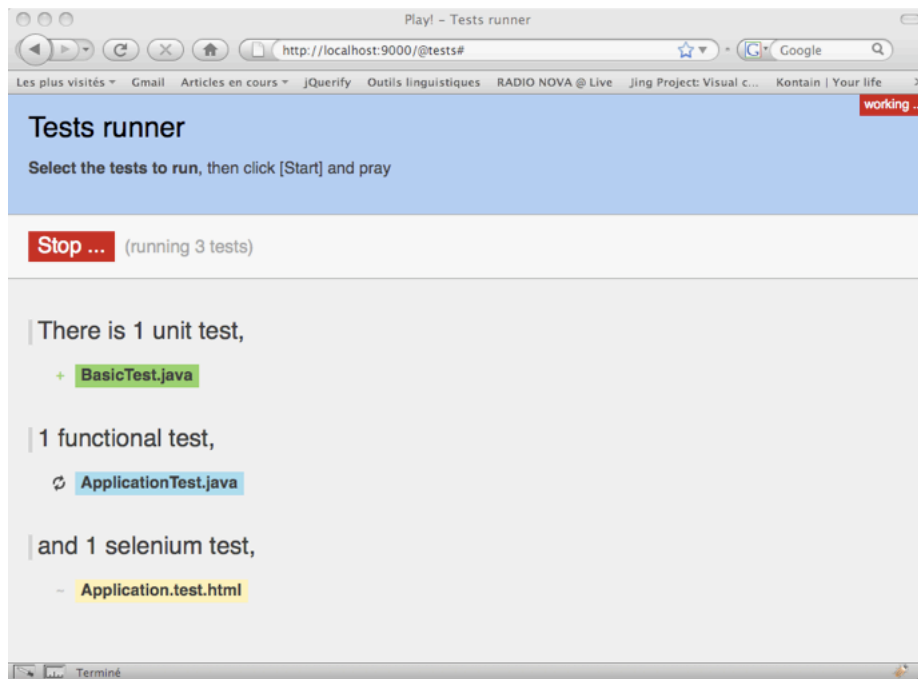 Play! – Tests runner
http://localhost:9000/@tests#
Google
Les plus visités Gmail Articles en cours jQuerify Outils linguistiques RADIO NOVA @ Live Jing Project: Visual c... Kontain | Your life
working ..
Tests runner
Select the tests to run, then click [Start] and pray
Stop ... (running 3 tests)
There is 1 unit test,
+ BasicTest.java
1 functional test,
ApplicationTest.java
and 1 selenium test,
~ Application.test.html
Terminé